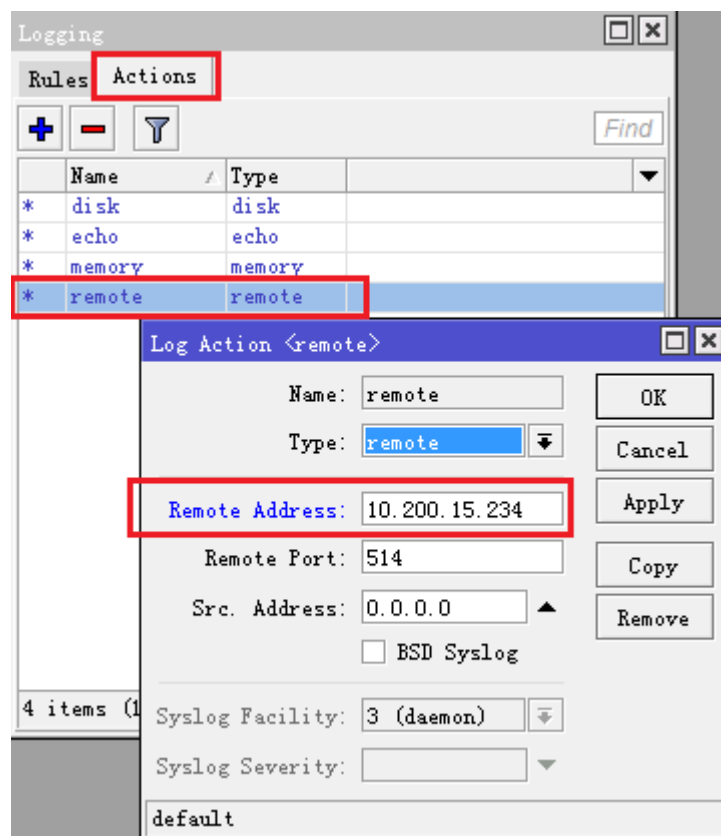 Logging
Rules Actions
Find
Name Type
* disk disk
* echo echo
* memory memory
* remote remote
Log Action <remote>
Name: remote
OK
Type: remote
Cancel
Remote Address: 10.200.15.234
Apply
Remote Port: 514
Copy
Src. Address: 0.0.0.0
Remove
BSD Syslog
4 items (1
Syslog Facility: 3 (daemon)
Syslog Severity:
default